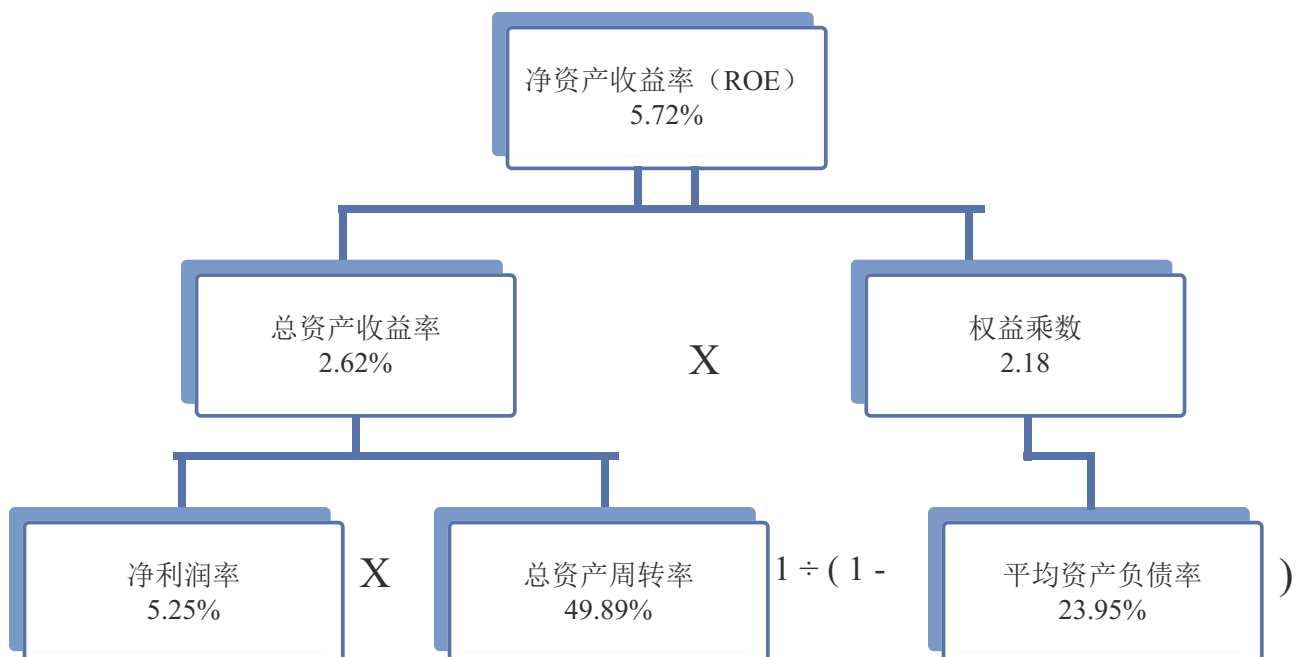 净资产收益率（ROE）
5.72%
总资产收益率
2.62%
X
权益乘数
2.18
净利润率
5.25%
X
总资产周转率
49.89%
1 ÷ ( 1 -
平均资产负债率
23.95%
)